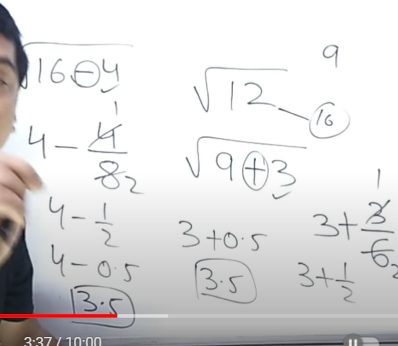 √16-4
4 - 4/8 1 2
4 - 1/2
4 - 0.5
3.5
9
√12 16
√9+3
3+0.5
3.5
3+3/6 1 2
3+1/2
3:37 / 10:00